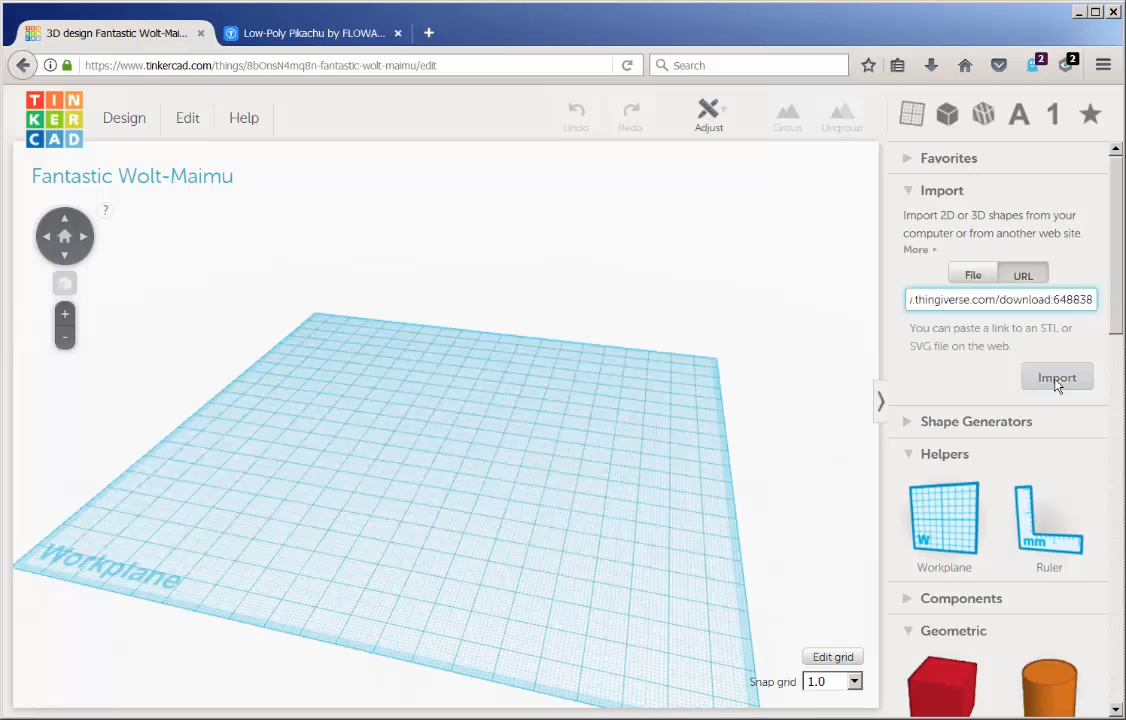 3D design Fantastic Wolt-Mai...
Low-Poly Pikachu by FLOWA...
https://www.tinkercad.com/things/8bOnsN4mq8n-fantastic-wolt-maimu/edit
Search
2
2
TIN
KER
CAD
Design
Edit
Help
Undo
Redo
Adjust
Group
Ungroup
A
1
Fantastic Wolt-Maimu
?
+
-
Workplane
Edit grid
Snap grid
1.0
Favorites
Import
Import 2D or 3D shapes from your
computer or from another web site.
More
File
URL
.thingiverse.com/download:648838
You can paste a link to an STL or
SVG file on the web.
Import
Shape Generators
Helpers
W
mm
Workplane
Ruler
Components
Geometric